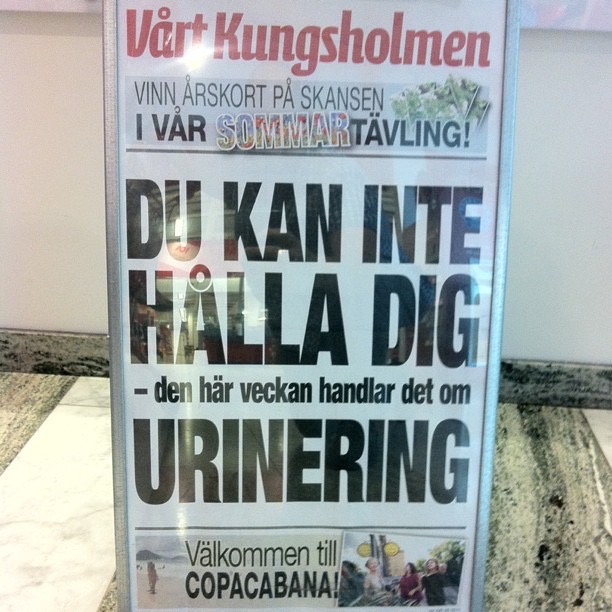 Vårt Kungsholmen
VINN ÅRSKORT PÅ SKANSEN
I VÅR SOMMARTÄVLING!
DU KAN INTE
HÅLLA DIG
– den här veckan handlar det om
URINERING
Välkommen till
COPACABANA!